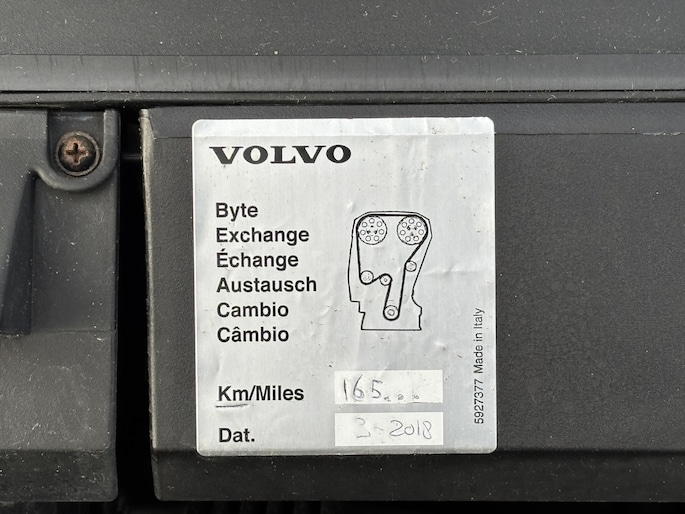 VOLVO
Byte
Exchange
Échange
Austausch
Cambio
Câmbio
Km/Miles 165...
Dat. 3-2018
5927377 Made in Italy